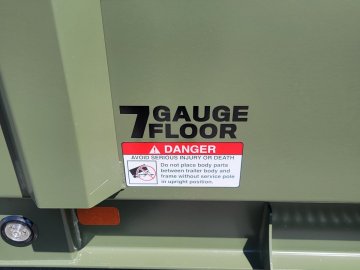 7 GAUGE
FLOOR
DANGER
AVOID SERIOUS INJURY OR DEATH
Do not place body parts
between trailer body and
frame without service pole
in upright position.